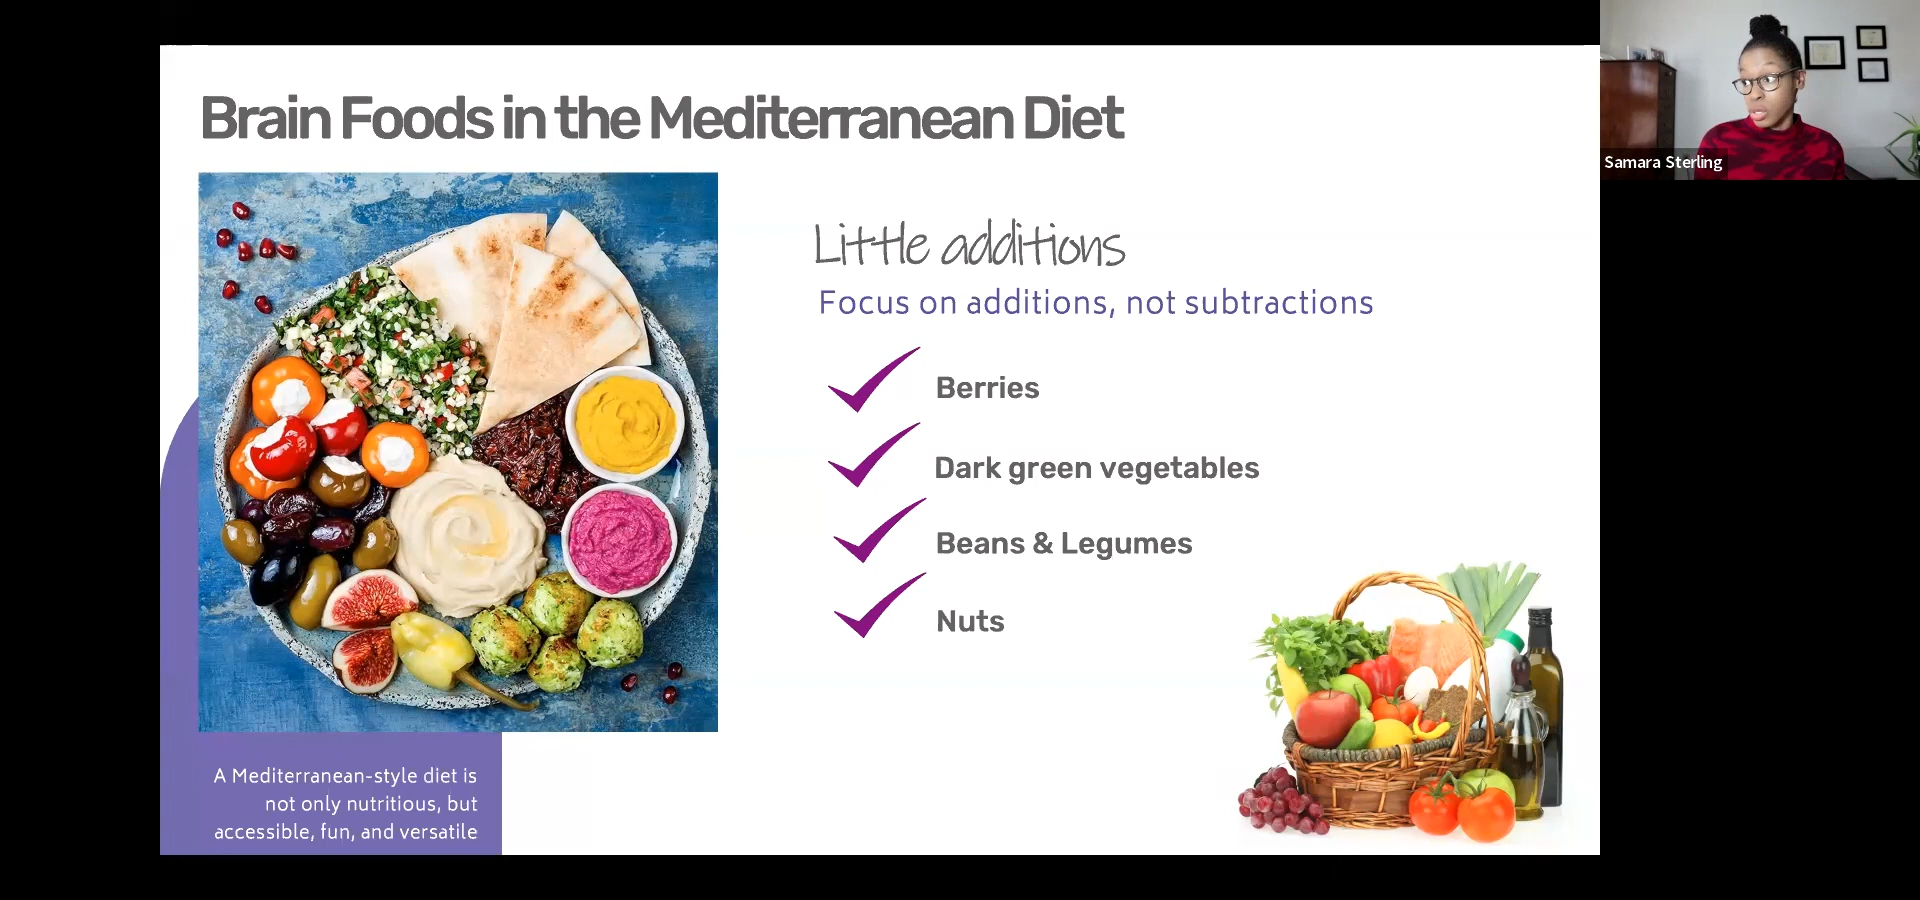 Brain Foods in the Mediterranean Diet
Samara Sterling
Little additions
Focus on additions, not subtractions
Berries
Dark green vegetables
Beans & Legumes
Nuts
A Mediterranean-style diet is
not only nutritious, but
accessible, fun, and versatile